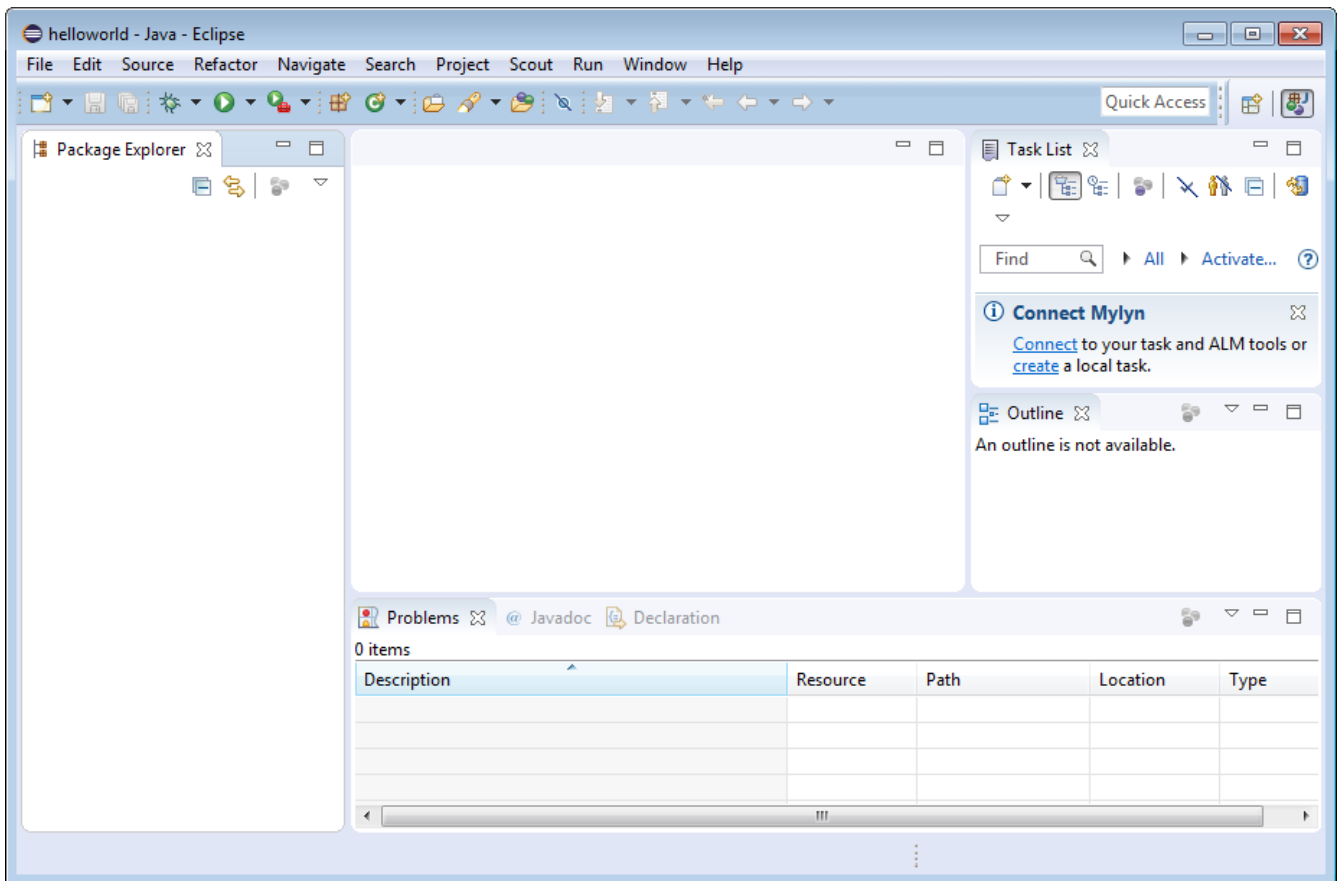 helloworld - Java - Eclipse
File Edit Source Refactor Navigate Search Project Scout Run Window Help
Quick Access
Package Explorer
Task List
Find All Activate...
Connect Mylyn
Connect to your task and ALM tools or
create a local task.
Outline
An outline is not available.
Problems @ Javadoc Declaration
0 items
Description Resource Path Location Type